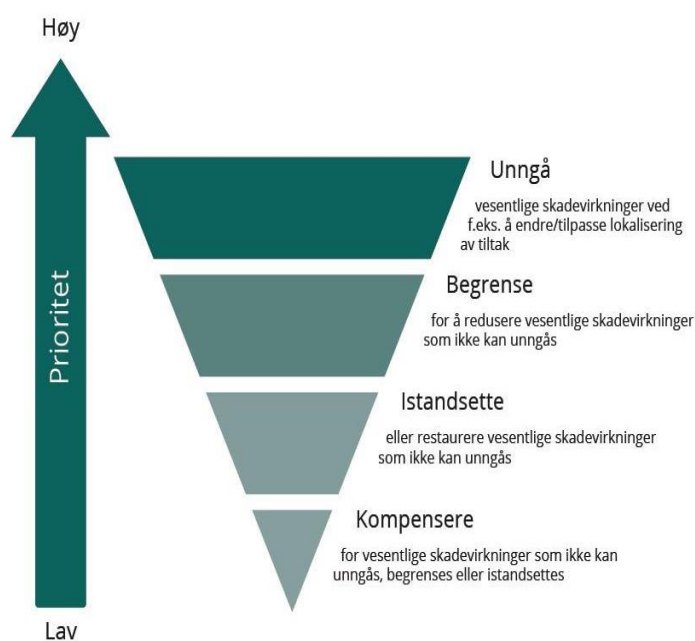 Høy
Prioritet
Unngå
vesentlige skadevirkninger ved
f.eks. å endre/tilpasse lokalisering
av tiltak
Begrense
for å redusere vesentlige skadevirkninger
som ikke kan unngås
Istandsette
eller restaurere vesentlige skadevirkninger
som ikke kan unngås
Kompensere
for vesentlige skadevirkninger som ikke kan
unngås, begrenses eller istandsettes
Lav